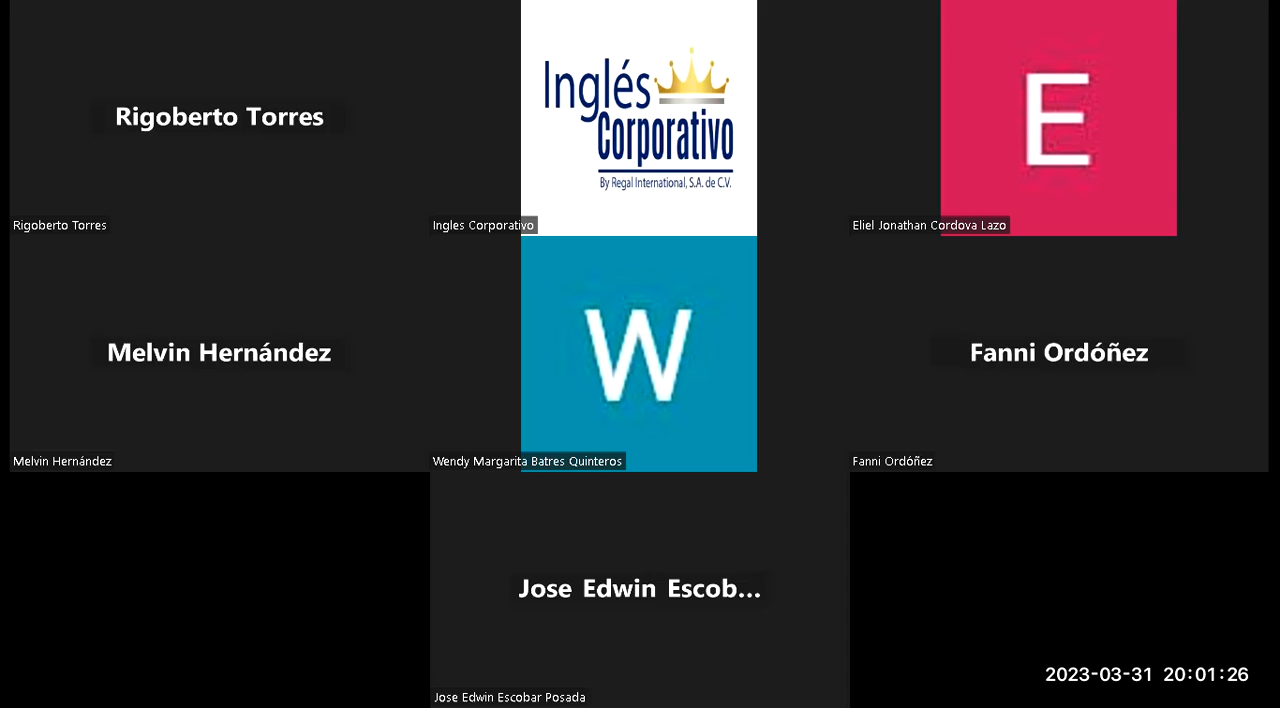 Rigoberto Torres
Rigoberto Torres
Inglés
Corporativo
By Regal International, S.A. de C.V.
Ingles Corporativo
E
Eliel Jonathan Cordova Lazo
Melvin Hernández
Melvin Hernández
W
Wendy Margarita Batres Quinteros
Fanni Ordóñez
Fanni Ordóñez
Jose Edwin Escob...
Jose Edwin Escobar Posada
2023-03-31 20:01:26